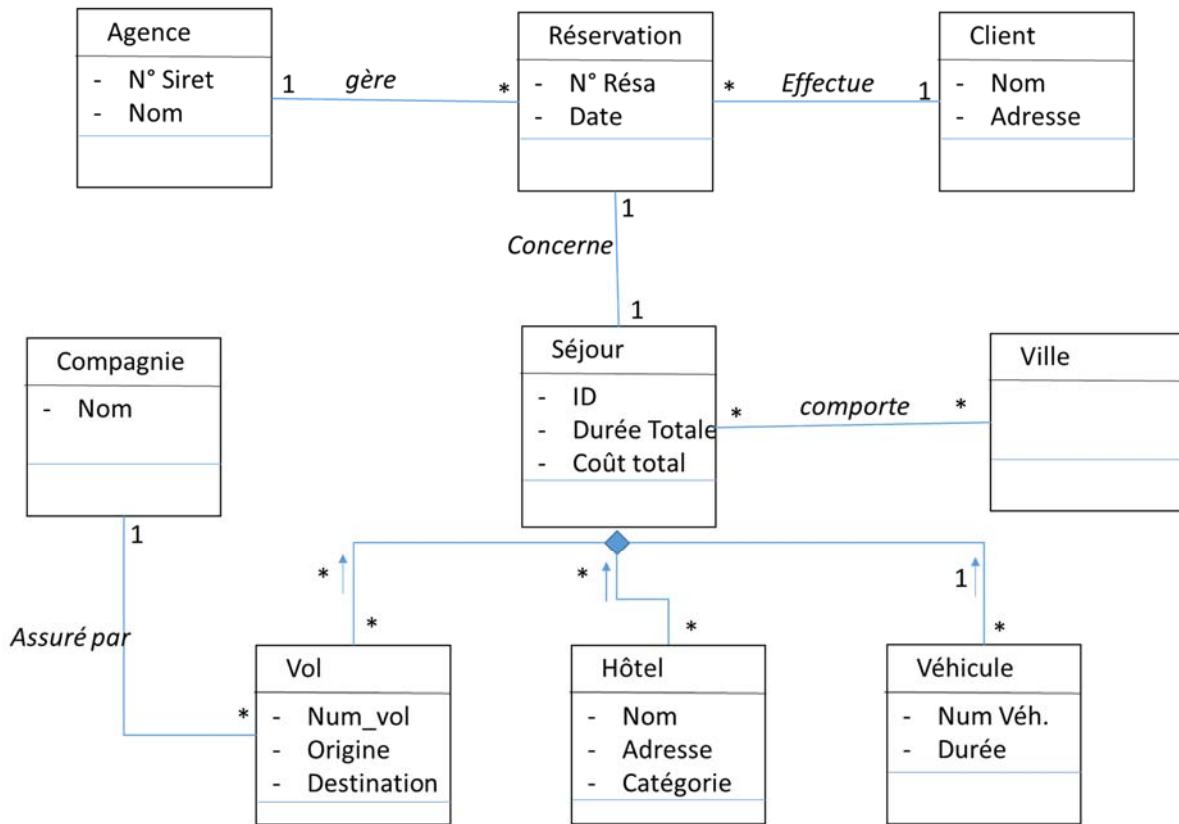 Agence
- N° Siret
- Nom
1
gère
*
Réservation
- N° Résa
- Date
*
Effectue
1
Client
- Nom
- Adresse
1
Concerne
1
Compagnie
- Nom
Séjour
- ID
- Durée Totale
- Coût total
*
comporte
*
Ville
1
Assuré par
*
*
*
*
*
1
*
Vol
- Num_vol
- Origine
- Destination
Hôtel
- Nom
- Adresse
- Catégorie
Véhicule
- Num Véh.
- Durée